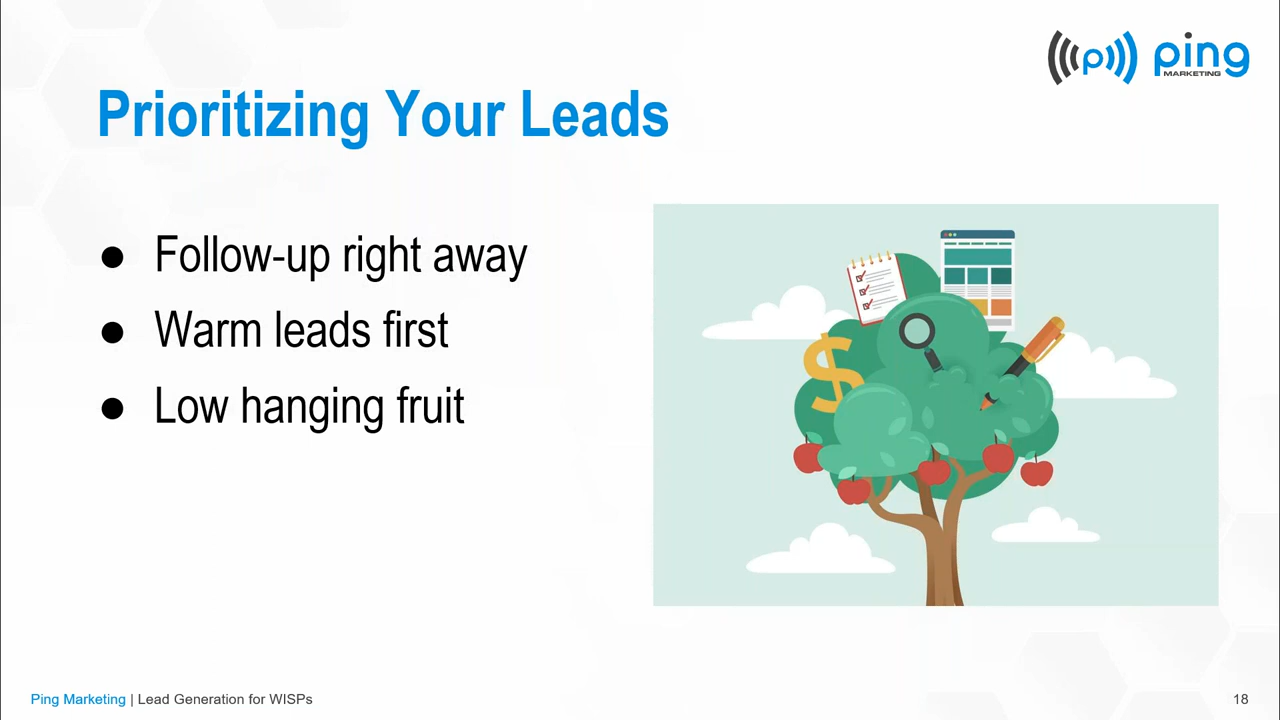 ((((p)))) ping
MARKETING
Prioritizing Your Leads
● Follow-up right away
● Warm leads first
● Low hanging fruit
$
Ping Marketing | Lead Generation for WISPs
18